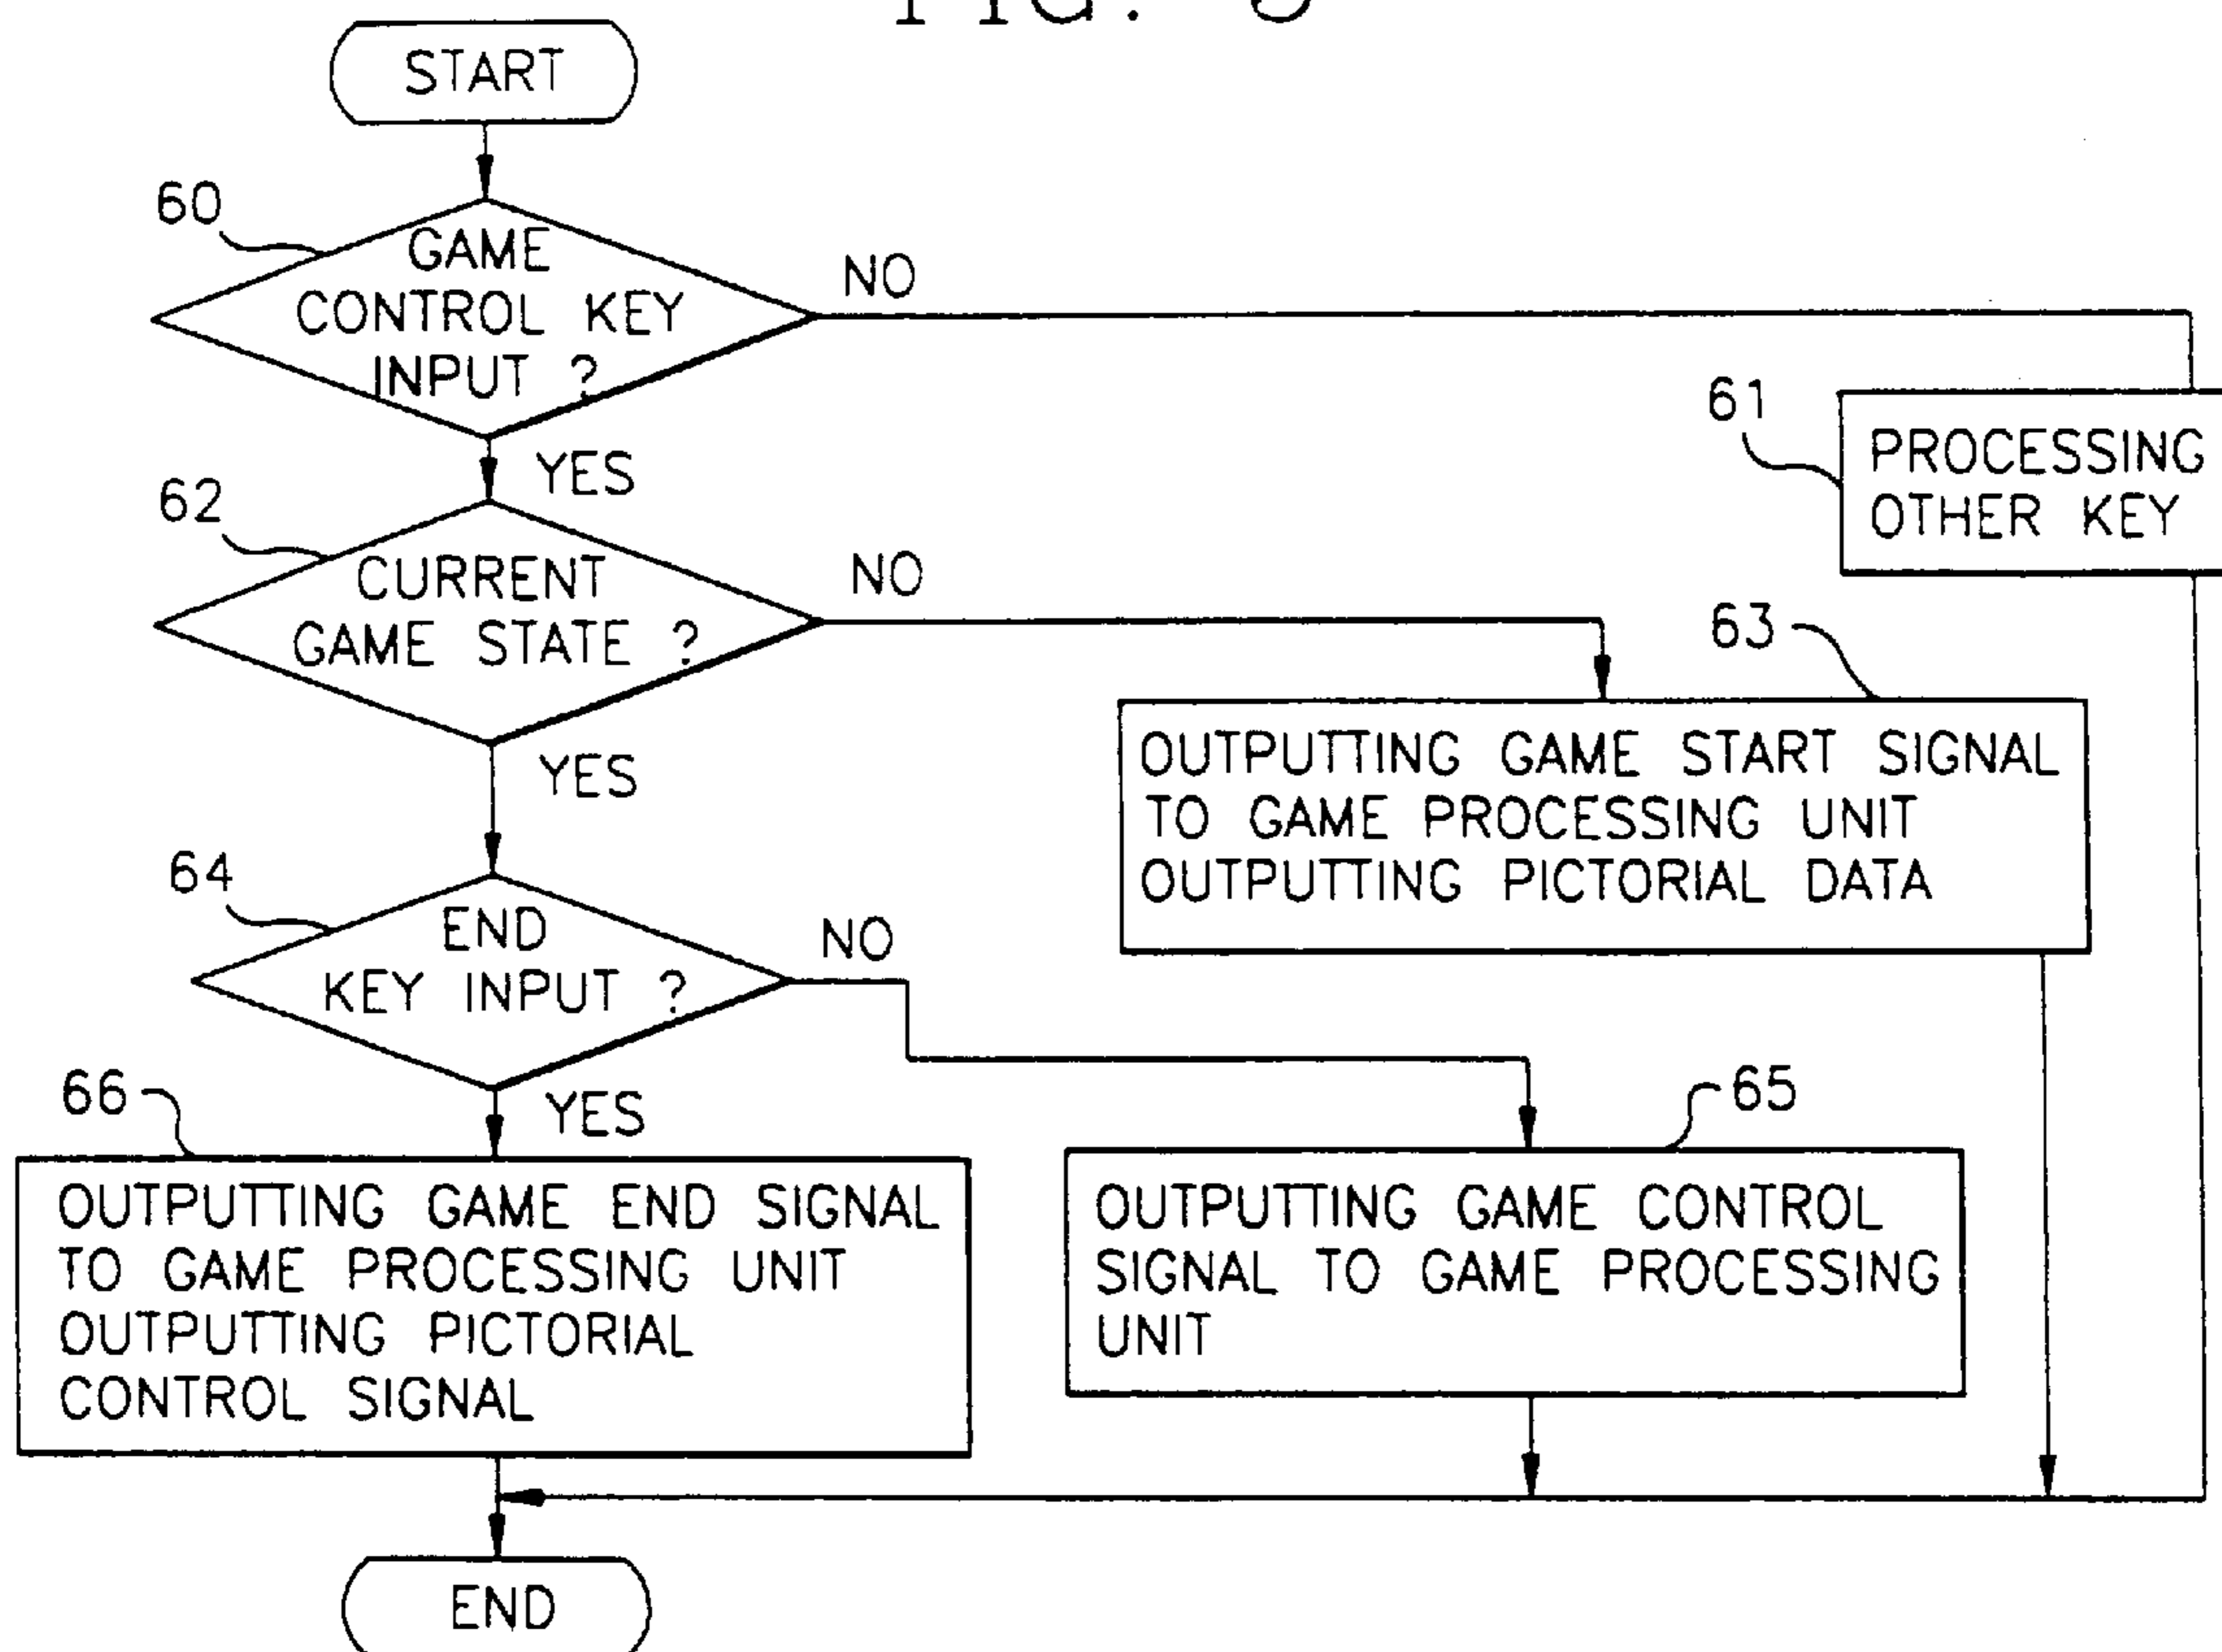 START
60
GAME
CONTROL KEY
INPUT ?
NO
YES
61
PROCESSING
OTHER KEY
62
CURRENT
GAME STATE ?
NO
YES
63
OUTPUTTING GAME START SIGNAL
TO GAME PROCESSING UNIT
OUTPUTTING PICTORIAL DATA
64
END
KEY INPUT ?
NO
YES
66
OUTPUTTING GAME END SIGNAL
TO GAME PROCESSING UNIT
OUTPUTTING PICTORIAL
CONTROL SIGNAL
65
OUTPUTTING GAME CONTROL
SIGNAL TO GAME PROCESSING
UNIT
END